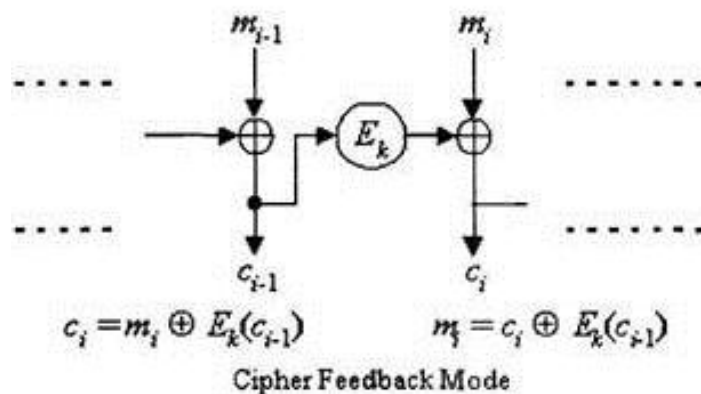 m_{i-1} m_i
E_k
c_{i-1} c_i
c_i = m_i ⊕ E_k(c_{i-1}) m_i = c_i ⊕ E_k(c_{i-1})
Cipher Feedback Mode